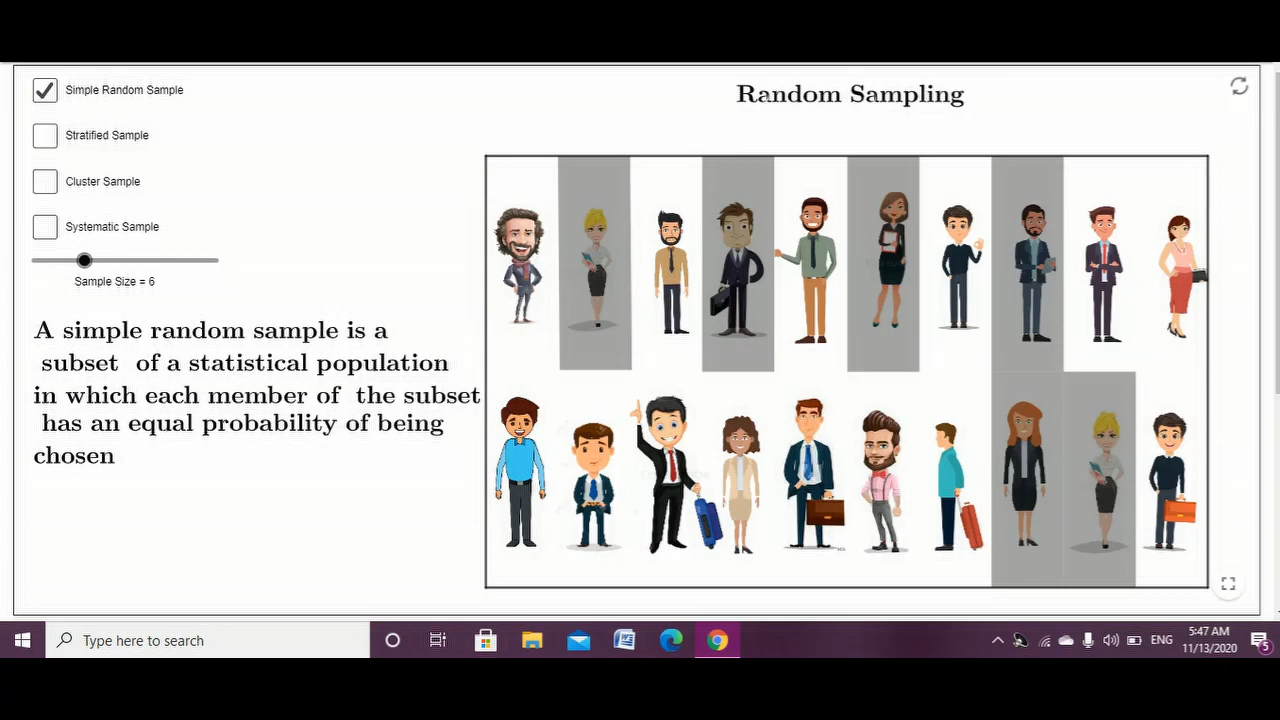 Simple Random Sample
Stratified Sample
Cluster Sample
Systematic Sample
Sample Size = 6
Random Sampling
A simple random sample is a
subset of a statistical population
in which each member of the subset
has an equal probability of being
chosen
Type here to search
ENG
5:47 AM
11/13/2020
5